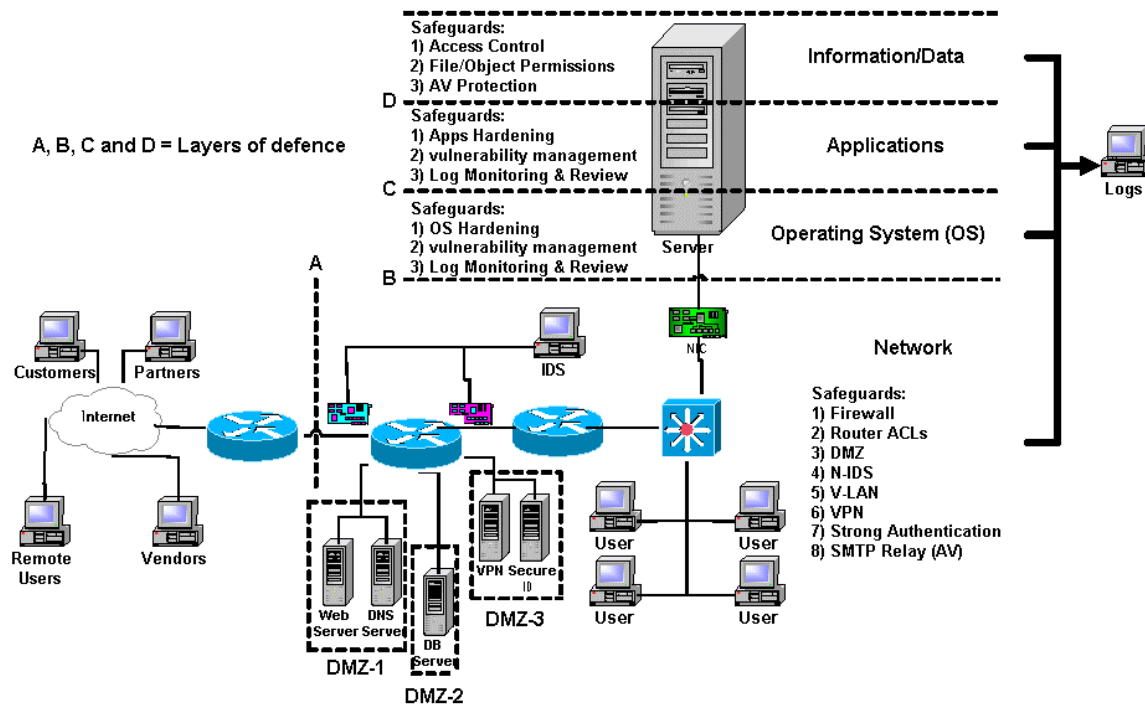 Safeguards:
1) Access Control
2) File/Object Permissions
3) AV Protection
Information/Data
D
Safeguards:
1) Apps Hardening
2) vulnerability management
3) Log Monitoring & Review
Applications
A, B, C and D = Layers of defence
Logs
C
Safeguards:
1) OS Hardening
2) vulnerability management
3) Log Monitoring & Review
Server
Operating System (OS)
A
B
NIC
Network
Customers
Partners
IDS
Internet
Safeguards:
1) Firewall
2) Router ACLs
3) DMZ
4) N-IDS
5) V-LAN
6) VPN
7) Strong Authentication
8) SMTP Relay (AV)
Remote
Users
Vendors
Web
Server
DNS
Server
DMZ-1
DB
Server
DMZ-2
VPN
Secure
ID
DMZ-3
User
User
User
User